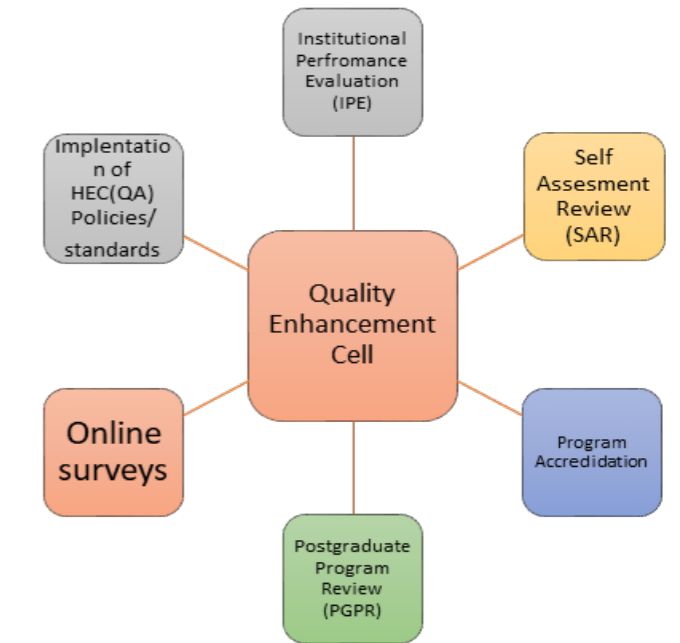 Institutional
Perfromance
Evaluation
(IPE)
Implentatio
n of
HEC(QA)
Policies/
standards
Self
Assesment
Review
(SAR)
Quality
Enhancement
Cell
Online
surveys
Program
Accredidation
Postgraduate
Program
Review
(PGPR)